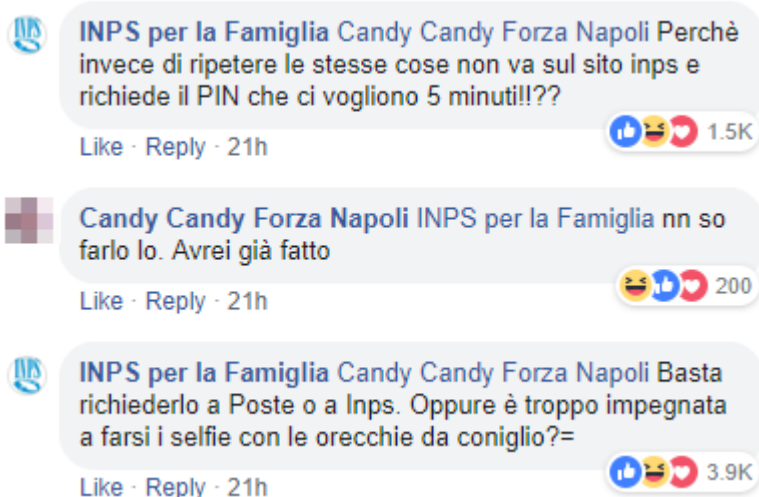 INPS per la Famiglia Candy Candy Forza Napoli Perchè
invece di ripetere le stesse cose non va sul sito inps e
richiede il PIN che ci vogliono 5 minuti!!??
1.5K
Like · Reply · 21h
Candy Candy Forza Napoli INPS per la Famiglia nn so
farlo lo. Avrei già fatto
200
Like · Reply · 21h
INPS per la Famiglia Candy Candy Forza Napoli Basta
richiederlo a Poste o a Inps. Oppure è troppo impegnata
a farsi i selfie con le orecchie da coniglio?=
3.9K
Like · Reply · 21h